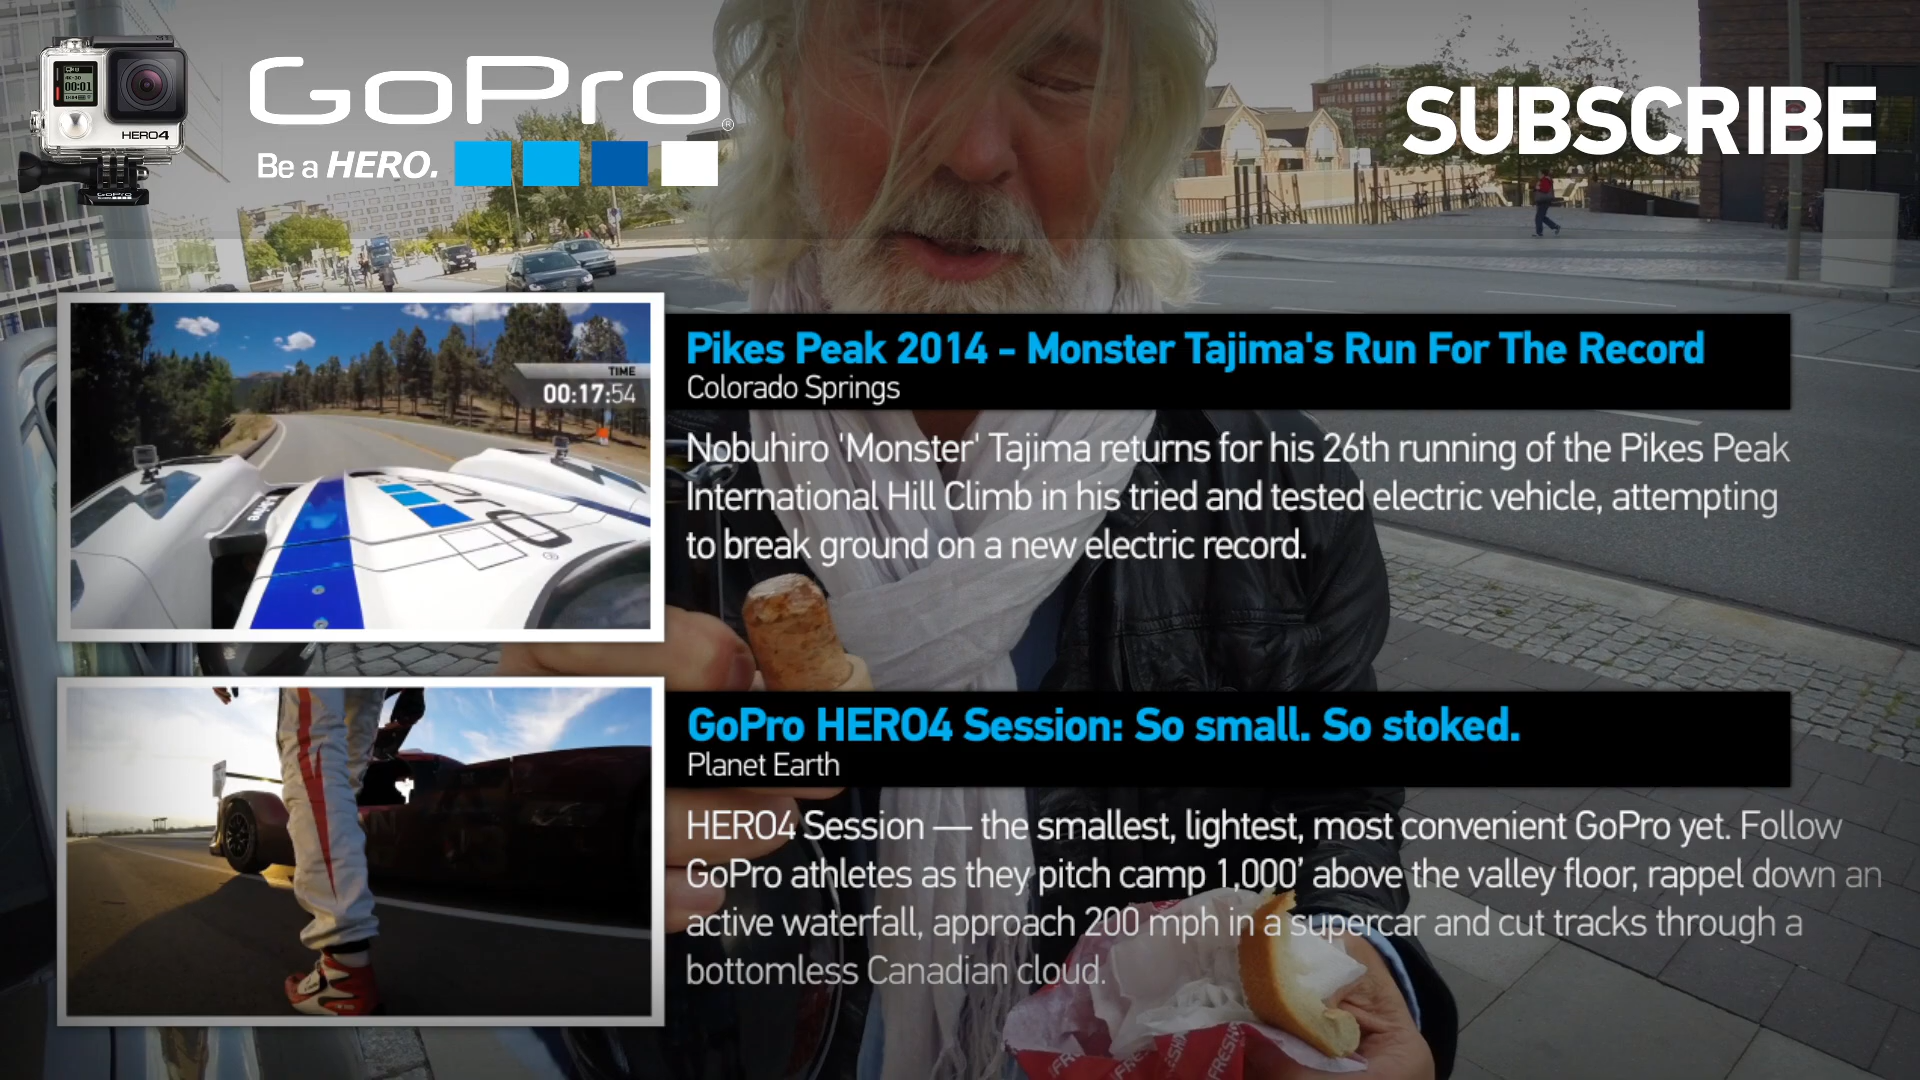 GoPro®
Be a HERO.
SUBSCRIBE
00:01
HERO4
GoPro
Pikes Peak 2014 - Monster Tajima's Run For The Record
Colorado Springs
TIME
00:17:54
Nobuhiro 'Monster' Tajima returns for his 26th running of the Pikes Peak
International Hill Climb in his tried and tested electric vehicle, attempting
to break ground on a new electric record.
GoPro HERO4 Session: So small. So stoked.
Planet Earth
HERO4 Session — the smallest, lightest, most convenient GoPro yet. Follow
GoPro athletes as they pitch camp 1,000’ above the valley floor, rappel down an
active waterfall, approach 200 mph in a supercar and cut tracks through a
bottomless Canadian cloud.